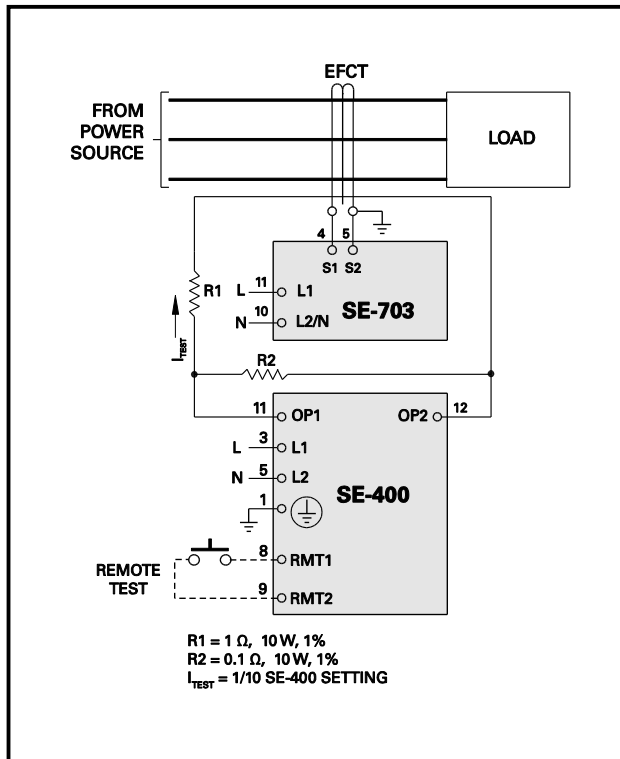 EFCT
FROM
POWER
SOURCE
LOAD
4 5
S1 S2
R1
L 11 L1
SE-703
N 10 L2/N
I TEST
R2
11 OP1 OP2 12
L 3 L1
N 5 L2
SE-400
1
8 RMT1
REMOTE
TEST
9 RMT2
R1 = 1 Ω, 10 W, 1%
R2 = 0.1 Ω, 10 W, 1%
I TEST = 1/10 SE-400 SETTING